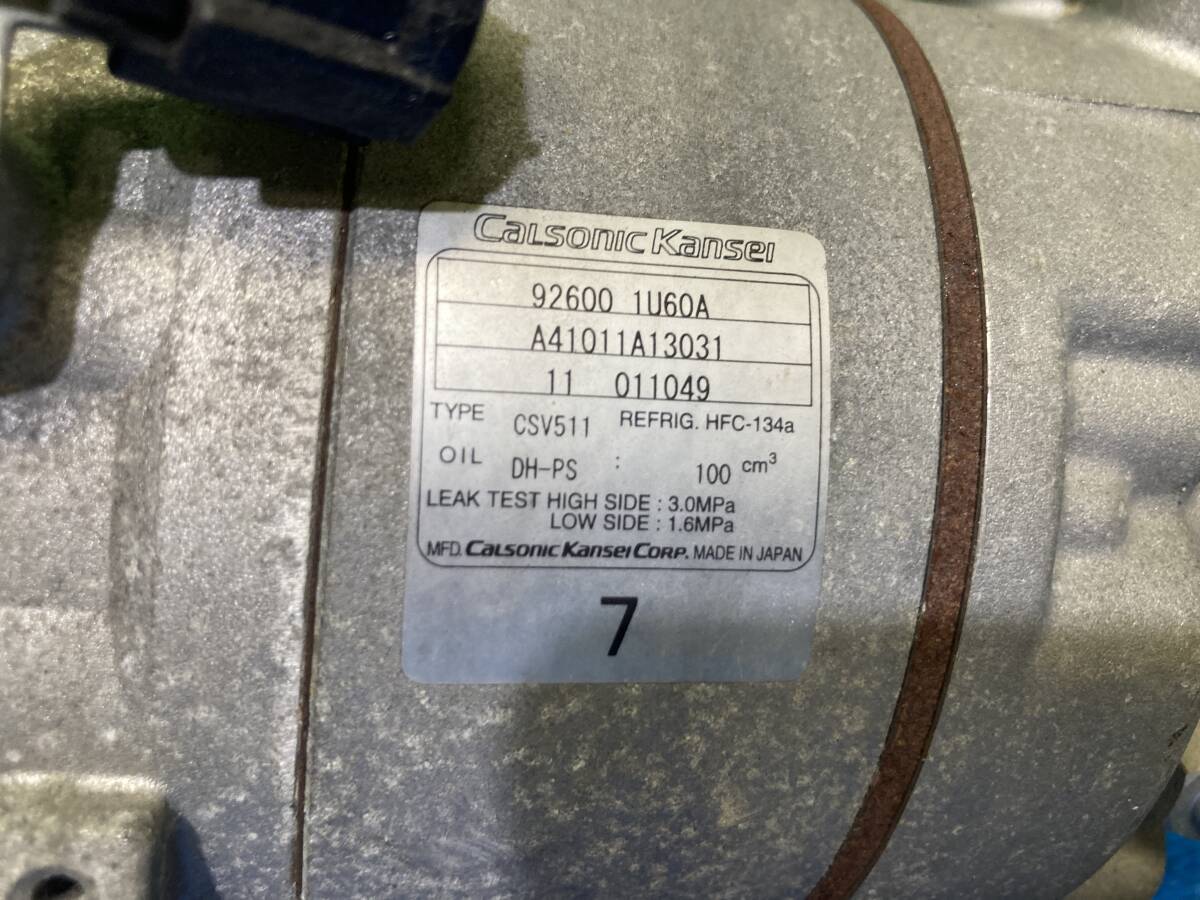 Calsonic Kansei
92600 1U60A
A41011A13031
11 011049
TYPE CSV511 REFRIG. HFC-134a
OIL DH-PS : 100 cm³
LEAK TEST HIGH SIDE : 3.0MPa
LOW SIDE : 1.6MPa
MFD. Calsonic Kansei Corp. MADE IN JAPAN
7